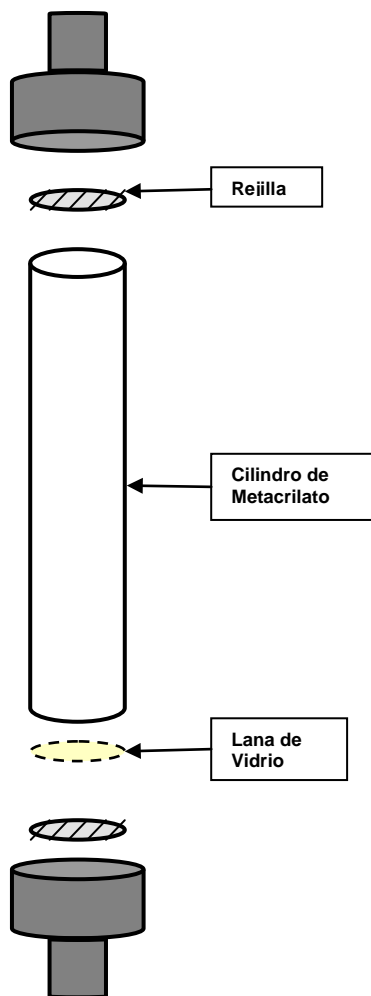 Rejilla
Cilindro de
Metacrilato
Lana de
Vidrio